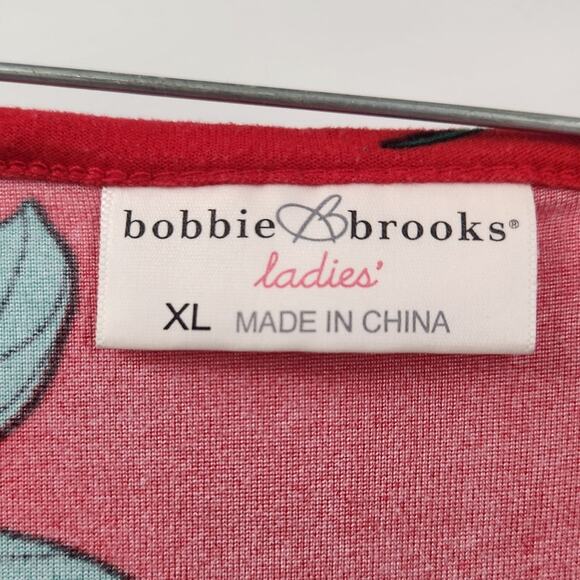 bobbie brooks®
ladies'
XL MADE IN CHINA